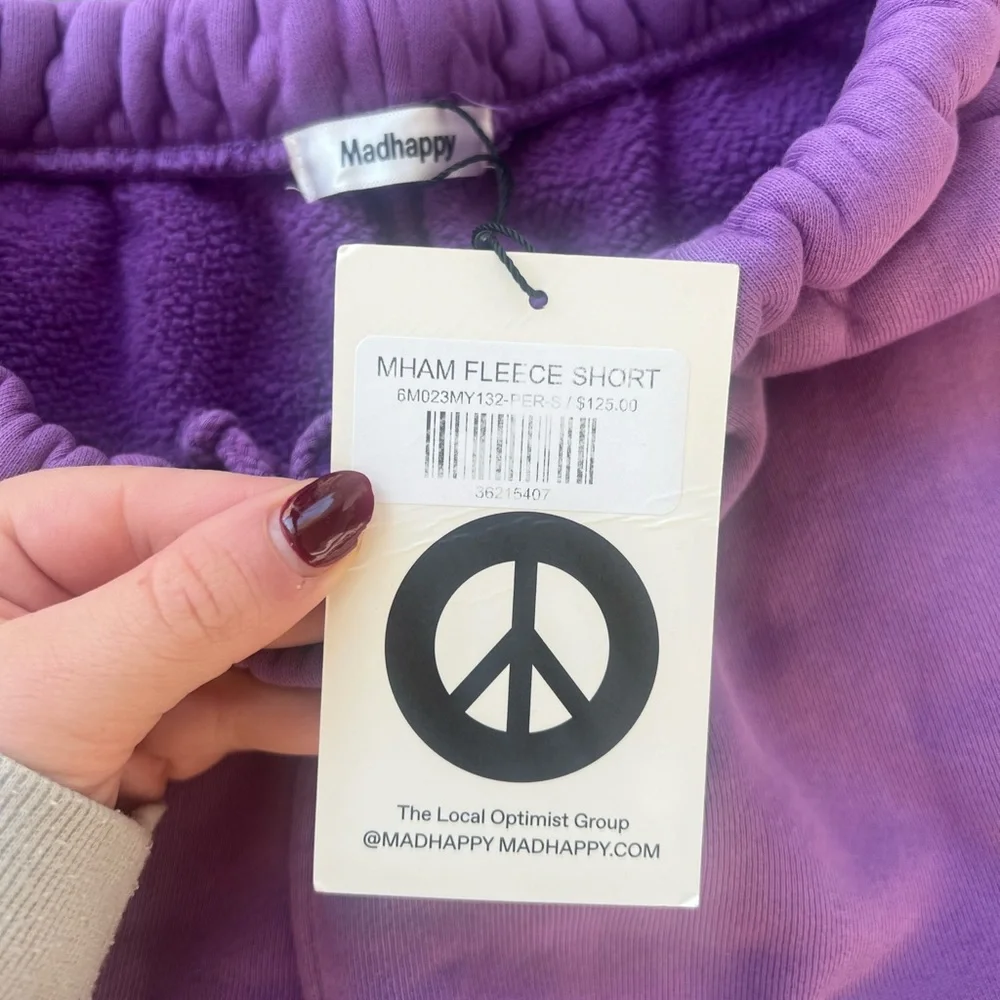 Madhappy
MHAM FLEECE SHORT
6M023MY132-PER-S / $125.00
36215407
The Local Optimist Group
@MADHAPPY MADHAPPY.COM